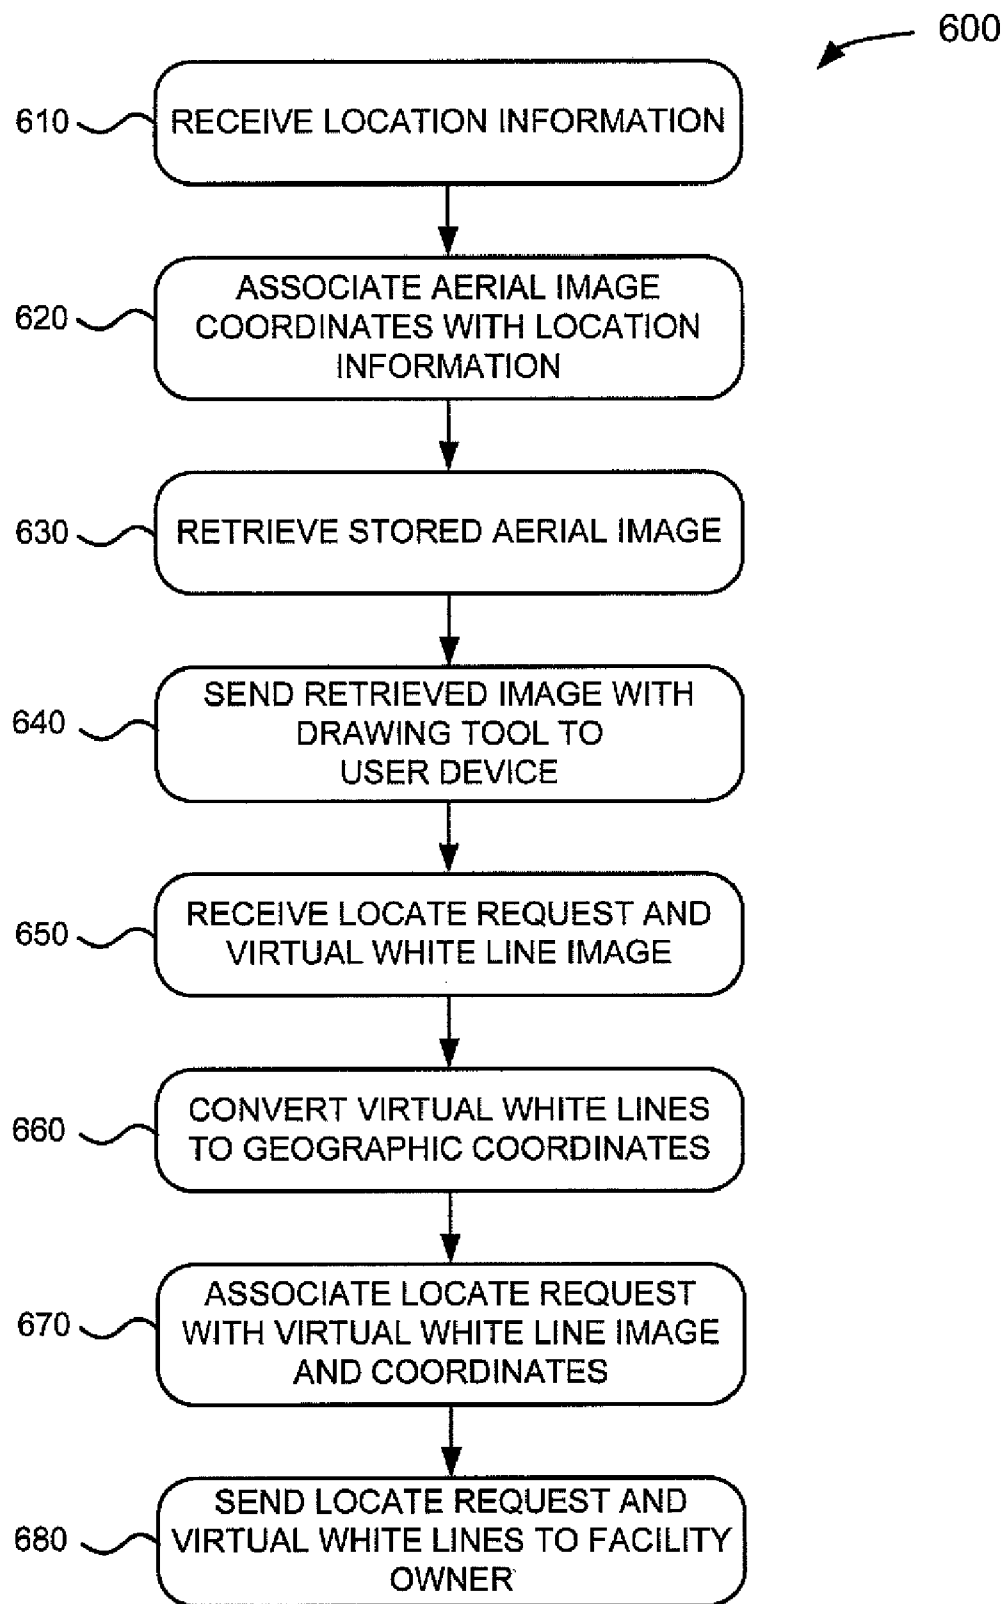 600
610
RECEIVE LOCATION INFORMATION
620
ASSOCIATE AERIAL IMAGE
COORDINATES WITH LOCATION
INFORMATION
630
RETRIEVE STORED AERIAL IMAGE
640
SEND RETRIEVED IMAGE WITH
DRAWING TOOL TO
USER DEVICE
650
RECEIVE LOCATE REQUEST AND
VIRTUAL WHITE LINE IMAGE
660
CONVERT VIRTUAL WHITE LINES
TO GEOGRAPHIC COORDINATES
670
ASSOCIATE LOCATE REQUEST
WITH VIRTUAL WHITE LINE IMAGE
AND COORDINATES
680
SEND LOCATE REQUEST AND
VIRTUAL WHITE LINES TO FACILITY
OWNER